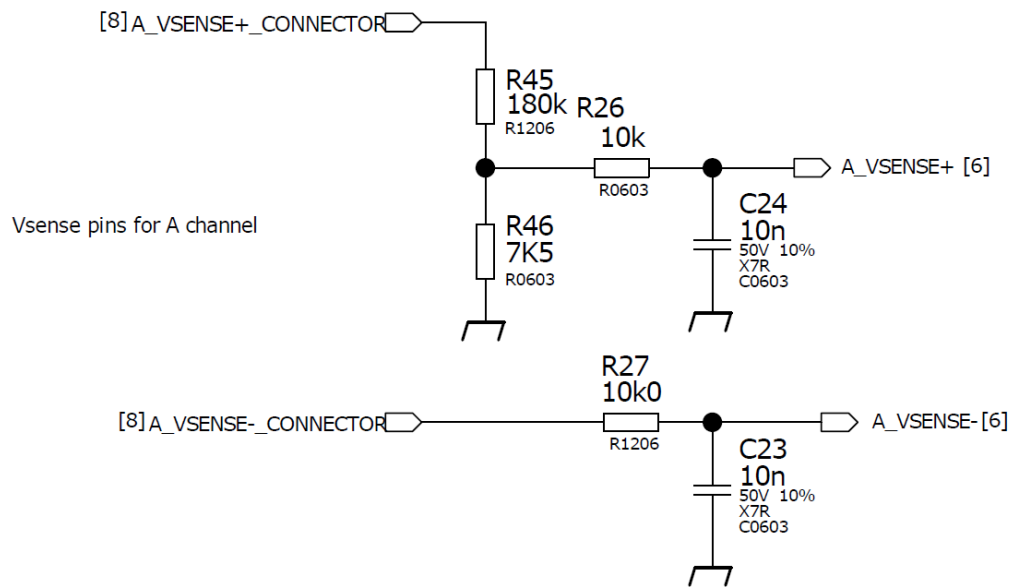 [8] A_VSENSE+_CONNECTOR
R45
180k
R1206
R26
10k
R0603
A_VSENSE+ [6]
Vsense pins for A channel
R46
7K5
R0603
C24
10n
50V 10%
X7R
C0603
R27
10k0
R1206
[8] A_VSENSE-_CONNECTOR
A_VSENSE- [6]
C23
10n
50V 10%
X7R
C0603